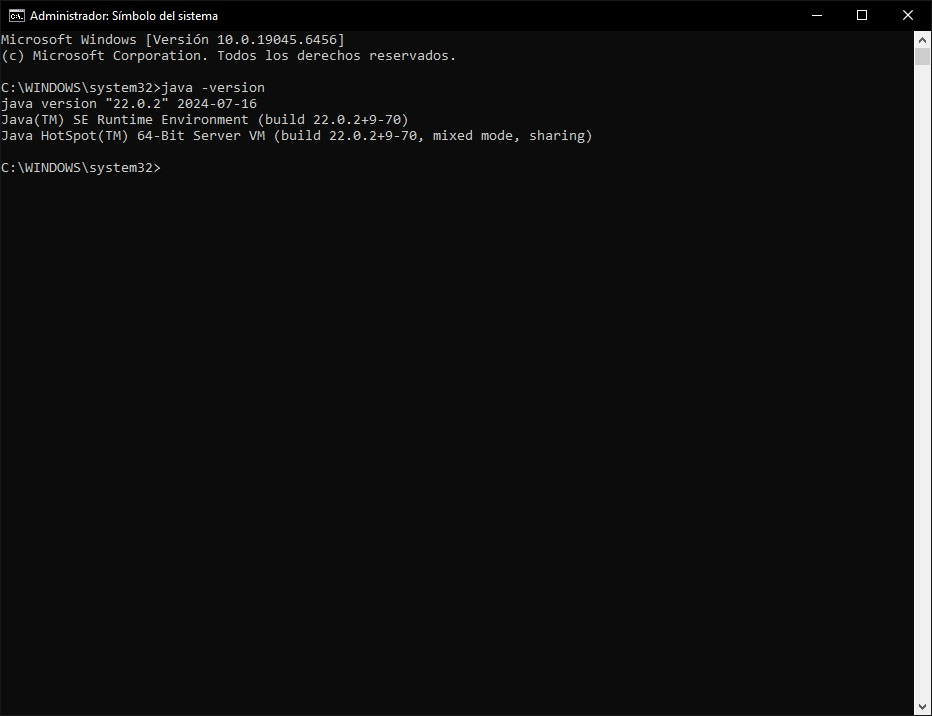 Administrador: Símbolo del sistema
Microsoft Windows [Versión 10.0.19045.6456]
(c) Microsoft Corporation. Todos los derechos reservados.
C:\WINDOWS\system32>java -version
java version "22.0.2" 2024-07-16
Java(TM) SE Runtime Environment (build 22.0.2+9-70)
Java HotSpot(TM) 64-Bit Server VM (build 22.0.2+9-70, mixed mode, sharing)
C:\WINDOWS\system32>